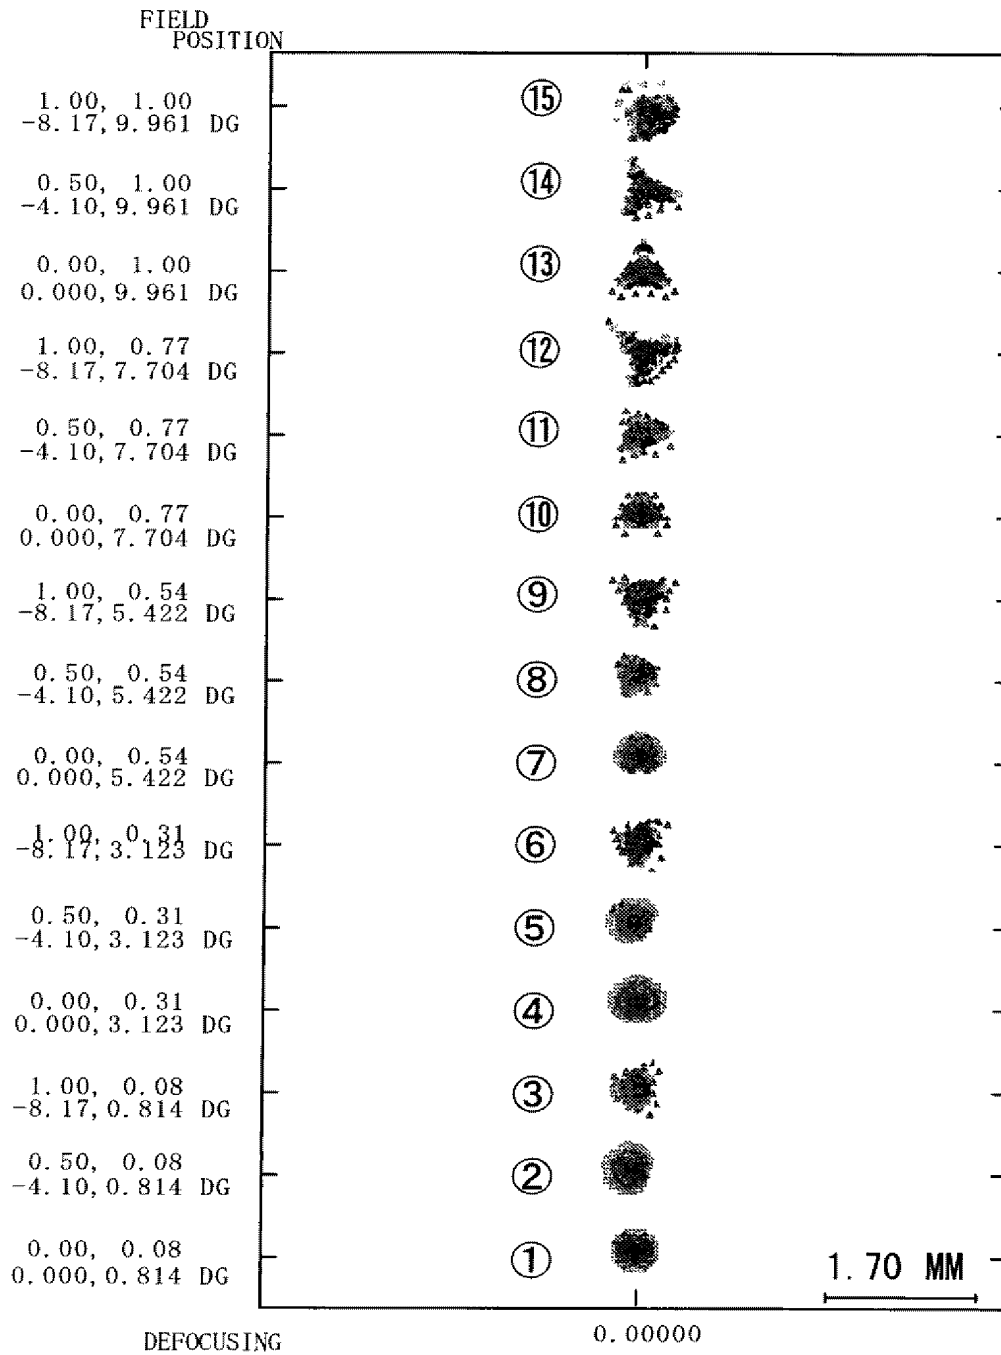 FIELD
POSITION
1.00, 1.00 ⑮
-8.17, 9.961 DG
0.50, 1.00 ⑭
-4.10, 9.961 DG
0.00, 1.00 ⑬
0.000, 9.961 DG
1.00, 0.77 ⑫
-8.17, 7.704 DG
0.50, 0.77 ⑪
-4.10, 7.704 DG
0.00, 0.77 ⑩
0.000, 7.704 DG
1.00, 0.54 ⑨
-8.17, 5.422 DG
0.50, 0.54 ⑧
-4.10, 5.422 DG
0.00, 0.54 ⑦
0.000, 5.422 DG
1.00, 0.31 ⑥
-8.17, 3.123 DG
0.50, 0.31 ⑤
-4.10, 3.123 DG
0.00, 0.31 ④
0.000, 3.123 DG
1.00, 0.08 ③
-8.17, 0.814 DG
0.50, 0.08 ②
-4.10, 0.814 DG
0.00, 0.08 ①
0.000, 0.814 DG
1.70 MM
DEFOCUSING 0.00000